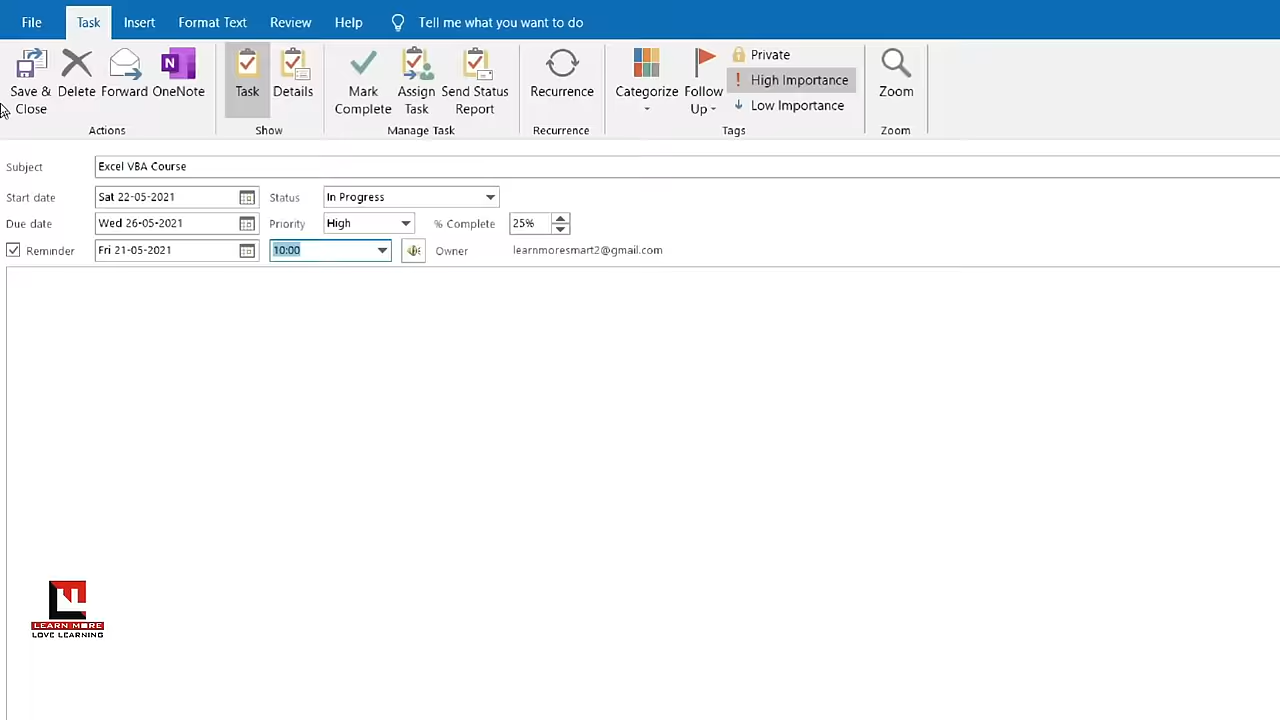 File Task Insert Format Text Review Help Tell me what you want to do
Save & Close Delete Forward OneNote Task Details Mark Complete Assign Task Send Status Report Recurrence Categorize Follow Up Private High Importance Low Importance Zoom
Actions Show Manage Task Recurrence Tags Zoom
Subject Excel VBA Course
Start date Sat 22-05-2021 Status In Progress
Due date Wed 26-05-2021 Priority High % Complete 25%
Reminder Fri 21-05-2021 10:00 Owner learnmoresmart2@gmail.com
LEARN MORE
LOVE LEARNING